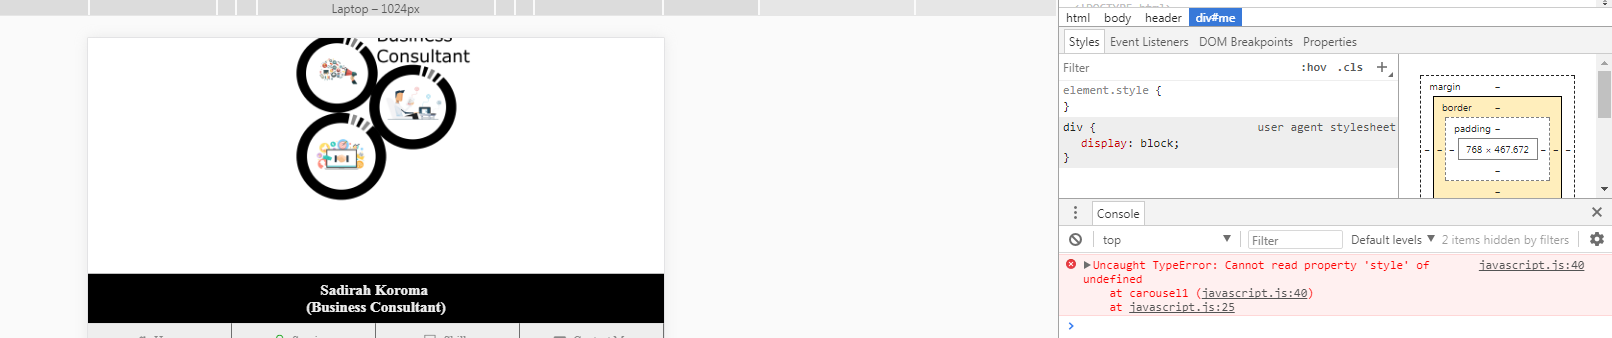 Laptop – 1024px
Consultant
Sadirah Koroma
(Business Consultant)
html body header div#me
Styles Event Listeners DOM Breakpoints Properties
Filter :hov .cls +
element.style {
}
div { user agent stylesheet
display: block;
}
margin –
border –
padding –
– – – 768 × 467.672 – – –
–
–
Console
top Filter Default levels 2 items hidden by filters
Uncaught TypeError: Cannot read property 'style' of javascript.js:40
undefined
at carousel1 (javascript.js:40)
at javascript.js:25